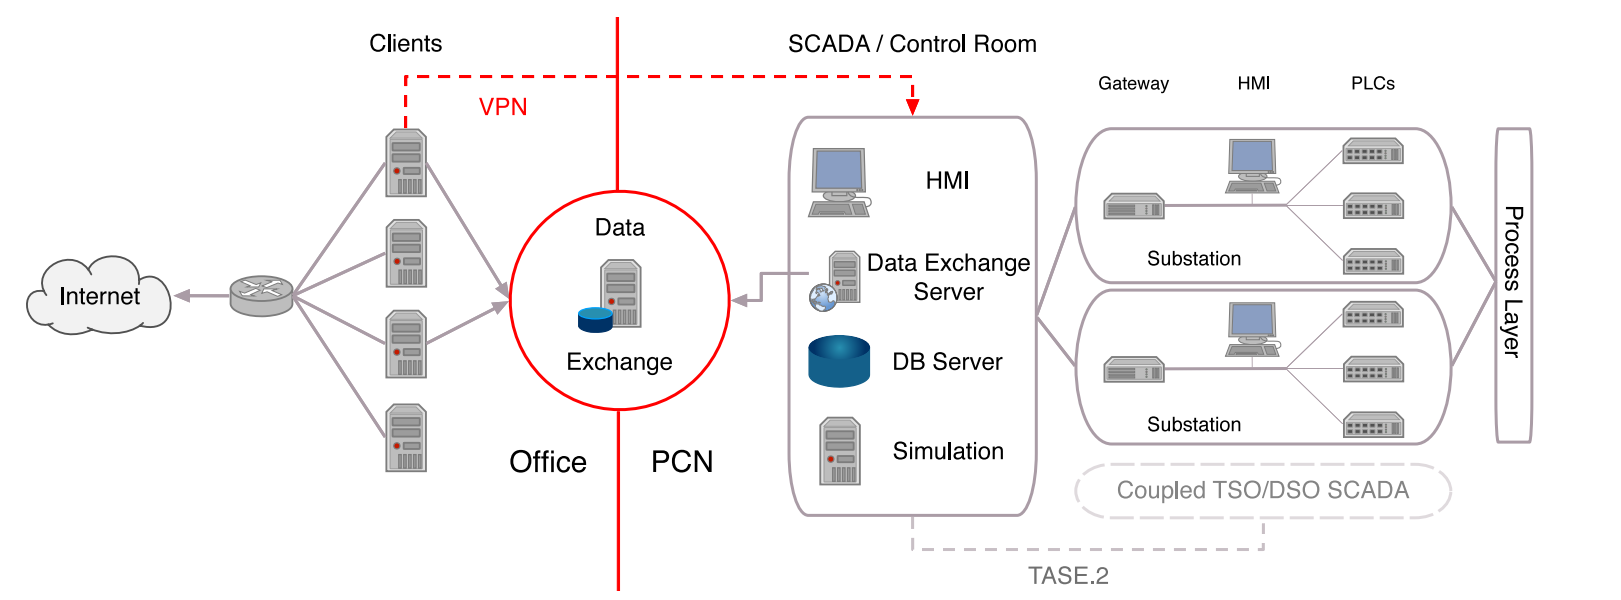 Clients
SCADA / Control Room
Gateway
HMI
PLCs
VPN
HMI
Data
Data Exchange
Server
Substation
Process Layer
Internet
Exchange
DB Server
Substation
Office
PCN
Simulation
Coupled TSO/DSO SCADA
TASE.2